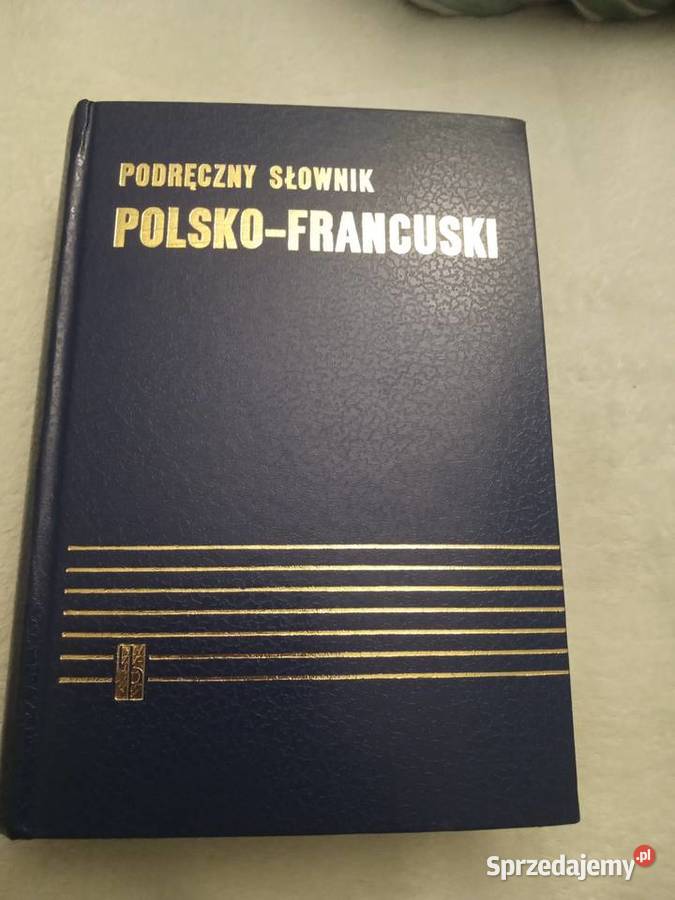 PODRĘCZNY SŁOWNIK
POLSKO–FRANCUSKI
Sprzedajemy.pl